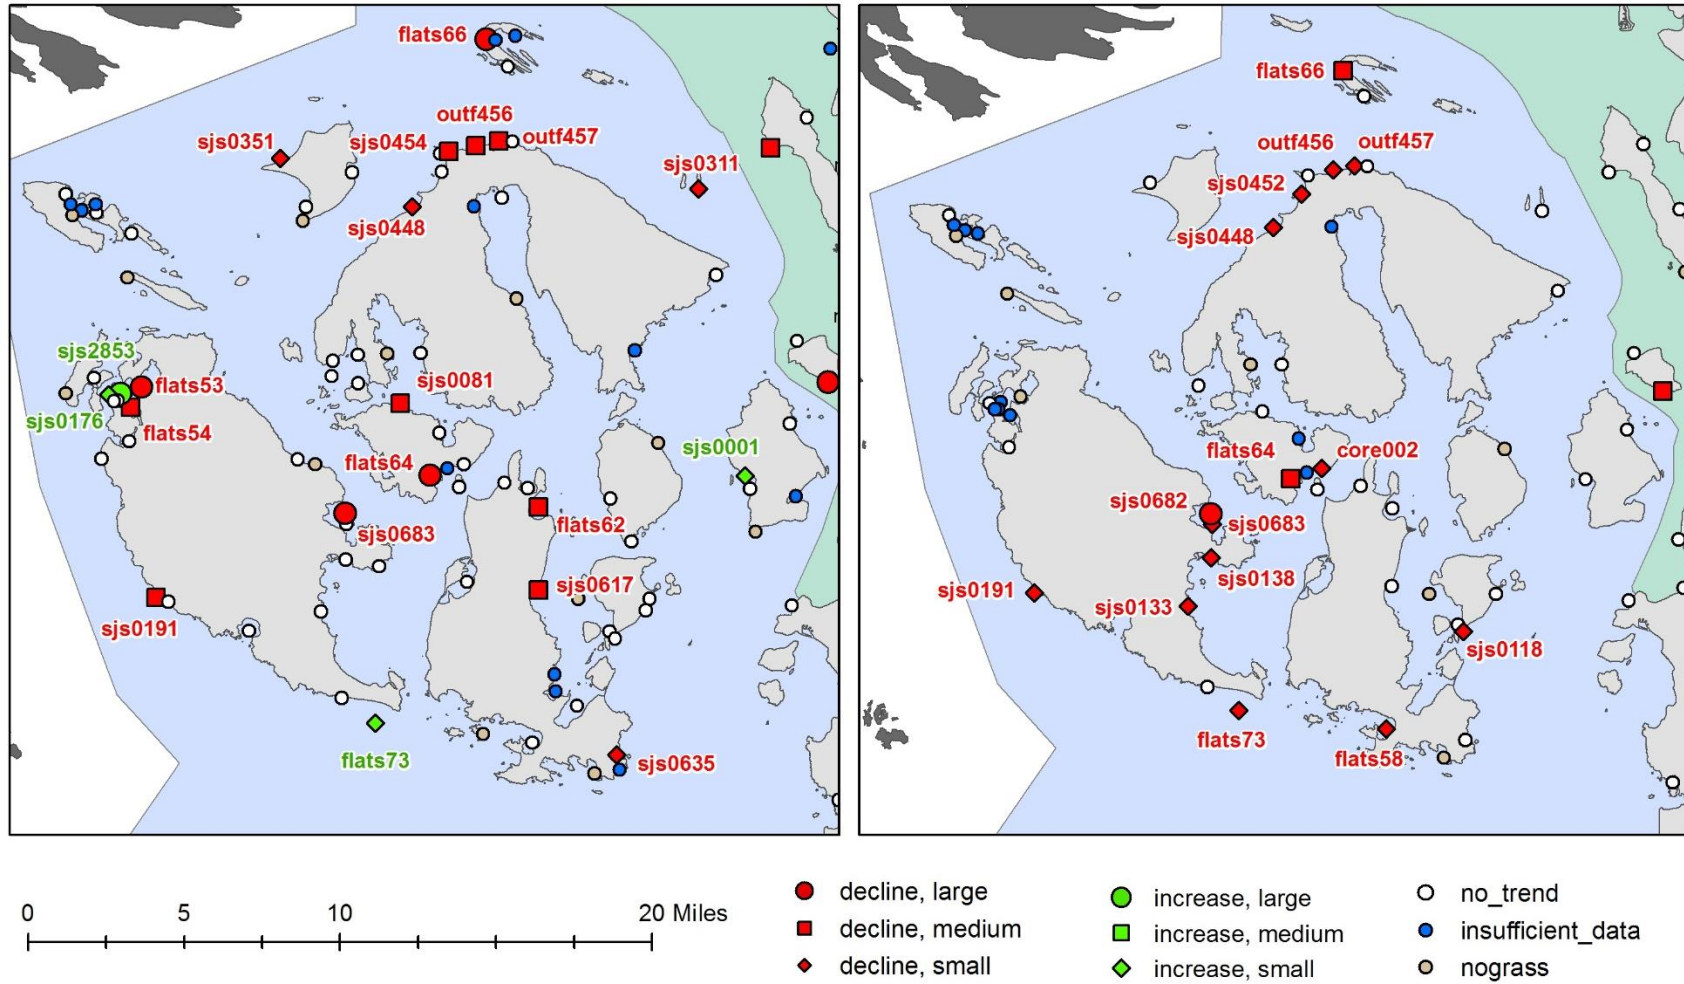 flats66
outf456
outf457
sjs0454
sjs0351
sjs0311
sjs0448
sjs2853
flats53
sjs0081
sjs0176
flats54
sjs0001
flats64
flats62
sjs0683
sjs0617
sjs0191
flats73
sjs0635
flats66
outf456
outf457
sjs0452
sjs0448
flats64
core002
sjs0682
sjs0683
sjs0138
sjs0191
sjs0133
sjs0118
flats73
flats58
0 5 10 20 Miles
decline, large
decline, medium
decline, small
increase, large
increase, medium
increase, small
no_trend
insufficient_data
nograss